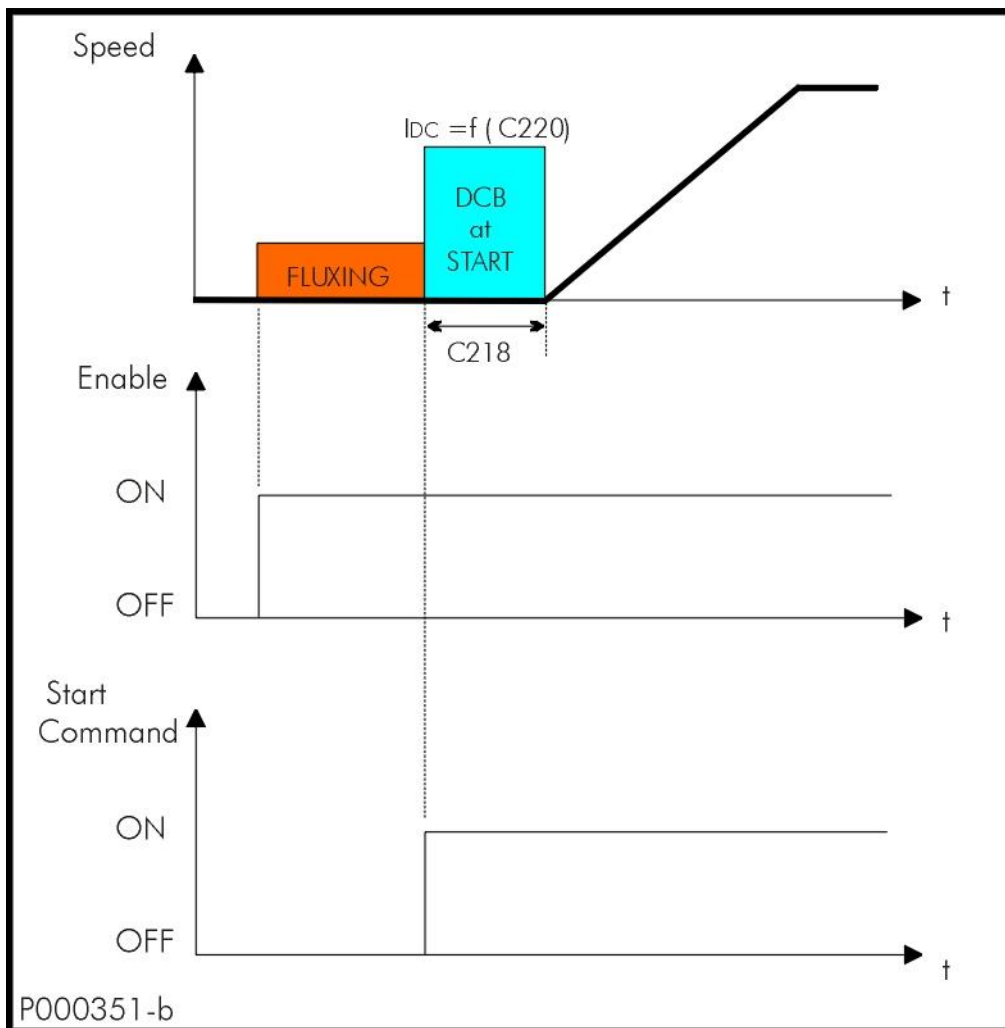 Speed
IDC =f ( C220)
DCB
at
START
FLUXING
t
C218
Enable
ON
OFF
t
Start
Command
ON
OFF
t
P000351-b